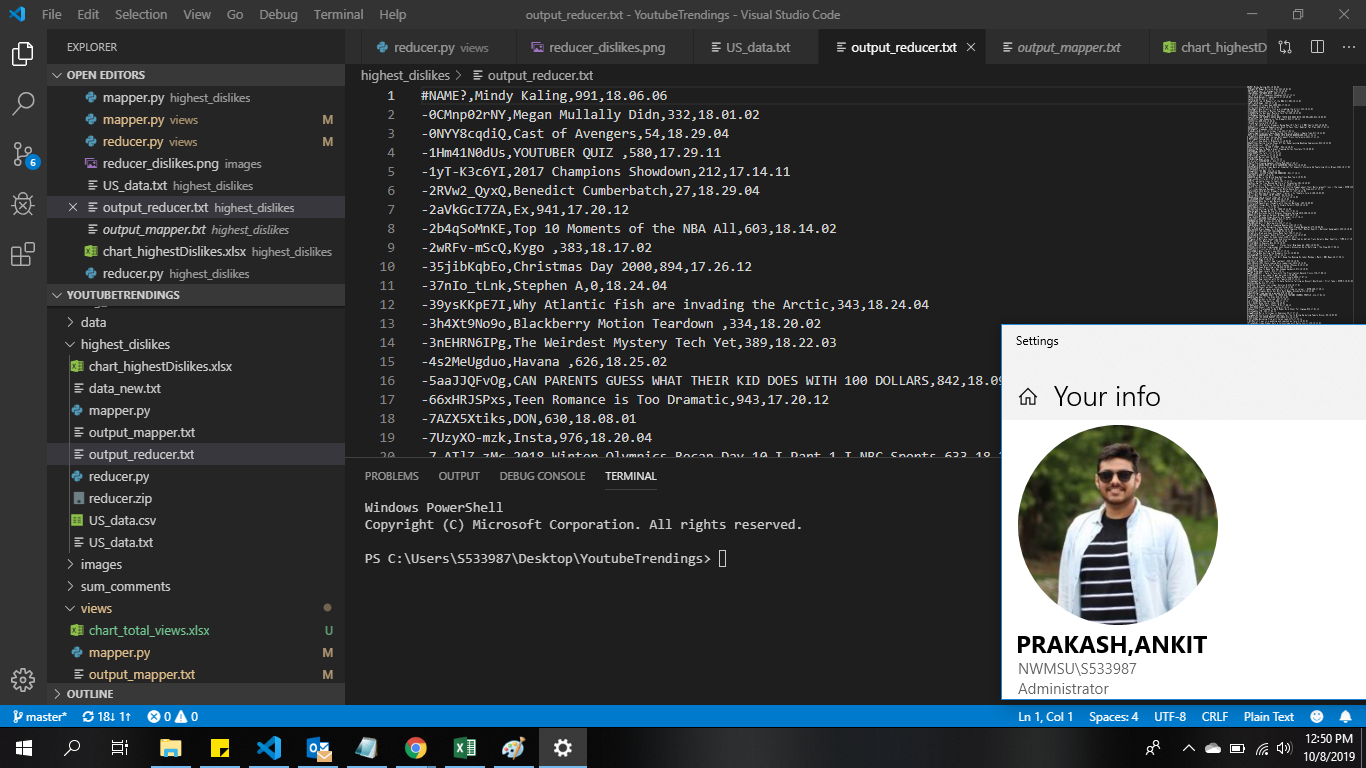 File Edit Selection View Go Debug Terminal Help
output_reducer.txt - YoutubeTrendings - Visual Studio Code
EXPLORER
OPEN EDITORS
mapper.py highest_dislikes
mapper.py views M
reducer.py views M
reducer_dislikes.png images
US_data.txt highest_dislikes
output_reducer.txt highest_dislikes
output_mapper.txt highest_dislikes
chart_highestDislikes.xlsx highest_dislikes
reducer.py highest_dislikes
YOUTUBETRENDINGS
data
highest_dislikes
chart_highestDislikes.xlsx
data_new.txt
mapper.py
output_mapper.txt
output_reducer.txt
reducer.py
reducer.zip
US_data.csv
US_data.txt
images
sum_comments
views
chart_total_views.xlsx U
mapper.py M
output_mapper.txt M
OUTLINE
6
reducer.py views
reducer_dislikes.png
US_data.txt
output_reducer.txt
output_mapper.txt
chart_highestD
highest_dislikes > output_reducer.txt
1 #NAME?,Mindy Kaling,991,18.06.06
2 -0CMnp02rNY,Megan Mullally Didn,332,18.01.02
3 -0NYY8cqdiQ,Cast of Avengers,54,18.29.04
4 -1Hm41N0dUs,YOUTUBER QUIZ ,580,17.29.11
5 -1yT-K3c6YI,2017 Champions Showdown,212,17.14.11
6 -2RVw2_QyxQ,Benedict Cumberbatch,27,18.29.04
7 -2aVkGcI7ZA,Ex,941,17.20.12
8 -2b4qSoMnKE,Top 10 Moments of the NBA All,603,18.14.02
9 -2wRFv-mScQ,Kygo ,383,18.17.02
10 -35jibKqbEo,Christmas Day 2000,894,17.26.12
11 -37nIo_tLnk,Stephen A,0,18.24.04
12 -39ysKKpE7I,Why Atlantic fish are invading the Arctic,343,18.24.04
13 -3h4Xt9No9o,Blackberry Motion Teardown ,334,18.20.02
14 -3nEHRN6IPg,The Weirdest Mystery Tech Yet,389,18.22.03
15 -4s2MeUgduo,Havana ,626,18.25.02
16 -5aaJJQFvOg,CAN PARENTS GUESS WHAT THEIR KID DOES WITH 100 DOLLARS,842,18.09
17 -66xHRJSPxs,Teen Romance is Too Dramatic,943,17.20.12
18 -7AZX5Xtiks,DON,630,18.08.01
19 -7UzyXO-mzk,Insta,976,18.20.04
20 2018 Winter Olympics Recap Day 10 I Part 1 I NBC Sports,633,18.
PROBLEMS OUTPUT DEBUG CONSOLE TERMINAL
Windows PowerShell
Copyright (C) Microsoft Corporation. All rights reserved.
PS C:\Users\S533987\Desktop\YoutubeTrendings>
Settings
Your info
PRAKASH,ANKIT
NWMSU\S533987
Administrator
master* 18↓ 1↑ 0 0
Ln 1, Col 1 Spaces: 4 UTF-8 CRLF Plain Text
12:50 PM
10/8/2019